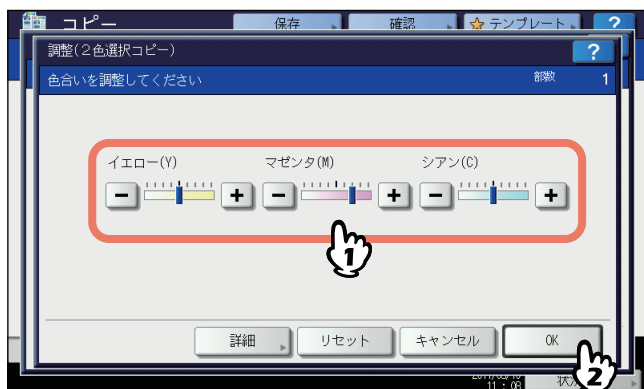 コピー
保存
確認
テンプレート
?
調整(2色選択コピー)
?
色合いを調整してください
部数 1
イエロー(Y)
マゼンタ(M)
シアン(C)
- + - + - +
1
詳細
リセット
キャンセル
OK
2
11:08